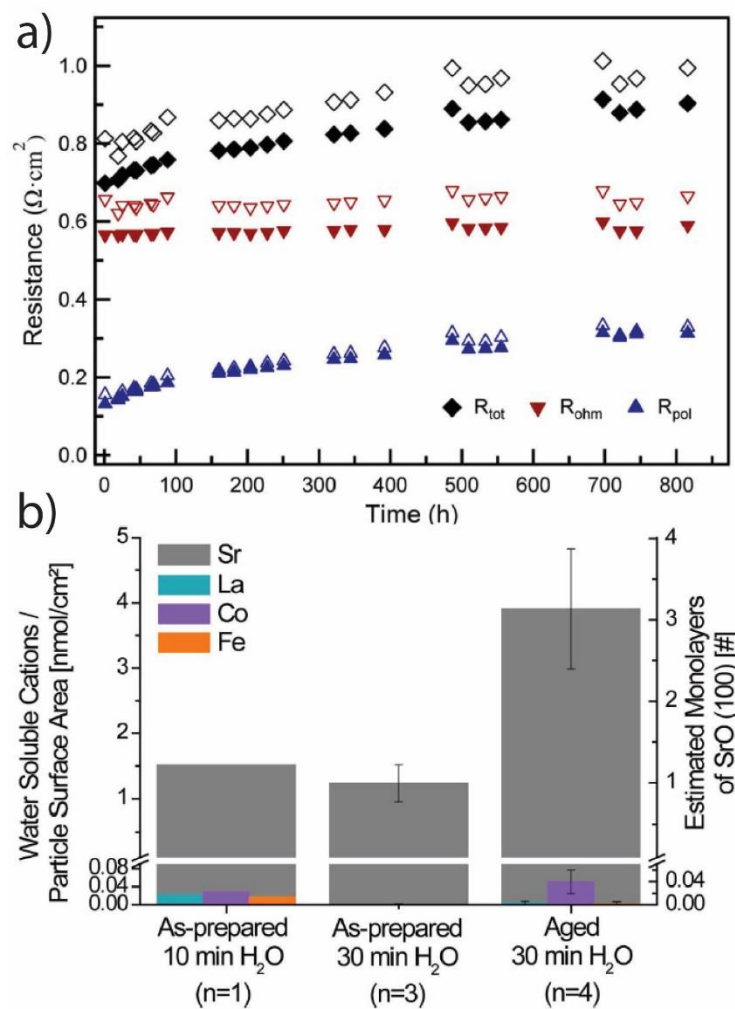 a)
1.0
0.8
0.6
0.4
0.2
0.0
Resistance (Ω·cm²)
R_tot
R_ohm
R_pol
0
100
200
300
400
500
600
700
800
Time (h)
b)
5
4
3
2
1
0.08
0.04
0.00
Water Soluble Cations /
Particle Surface Area [nmol/cm²]
Sr
La
Co
Fe
4
3
2
1
0.04
0.00
Estimated Monolayers
of SrO (100) [#]
As-prepared
10 min H₂O
(n=1)
As-prepared
30 min H₂O
(n=3)
Aged
30 min H₂O
(n=4)